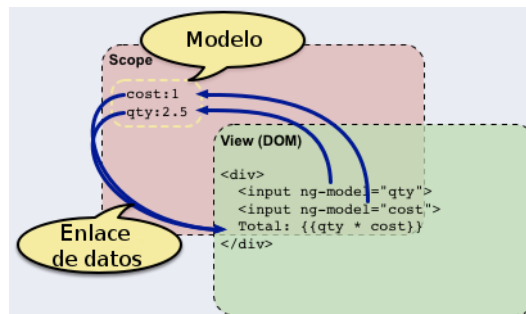 Modelo
Scope
cost:1
qty:2.5
View (DOM)
<div>
<input ng-model="qty">
<input ng-model="cost">
Total: {{qty * cost}}
</div>
Enlace
de datos